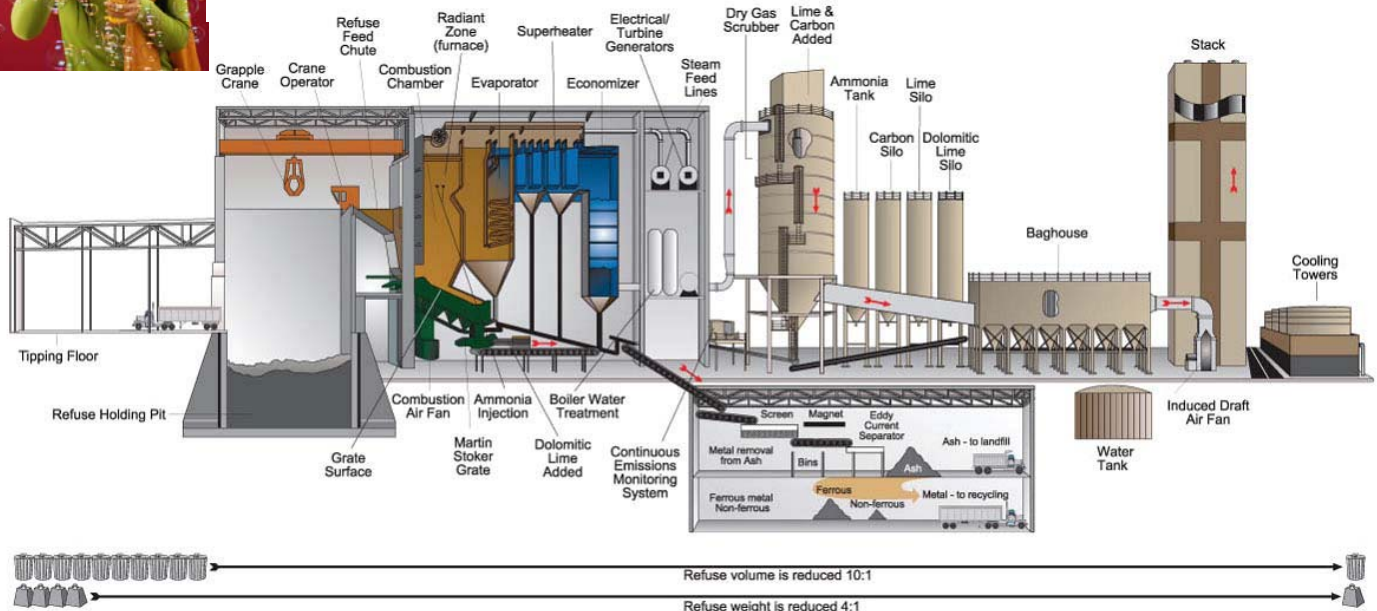 Grapple
Crane
Crane
Operator
Refuse
Feed
Chute
Combustion
Chamber
Radiant
Zone
(furnace)
Evaporator
Superheater
Economizer
Electrical/
Turbine
Generators
Steam
Feed
Lines
Dry Gas
Scrubber
Lime &
Carbon
Added
Ammonia
Tank
Carbon
Silo
Lime
Silo
Dolomitic
Lime
Silo
Baghouse
Stack
Cooling
Towers
Tipping Floor
Refuse Holding Pit
Grate
Surface
Combustion
Air Fan
Martin
Stoker
Grate
Ammonia
Injection
Dolomitic
Lime
Added
Boiler Water
Treatment
Continuous
Emissions
Monitoring
System
Screen
Magnet
Eddy
Current
Separator
Metal removal
from Ash
Bins
Ash
Ash - to landfill
Ferrous metal
Non-ferrous
Ferrous
Non-ferrous
Metal - to recycling
Water
Tank
Induced Draft
Air Fan
Refuse volume is reduced 10:1
Refuse weight is reduced 4:1